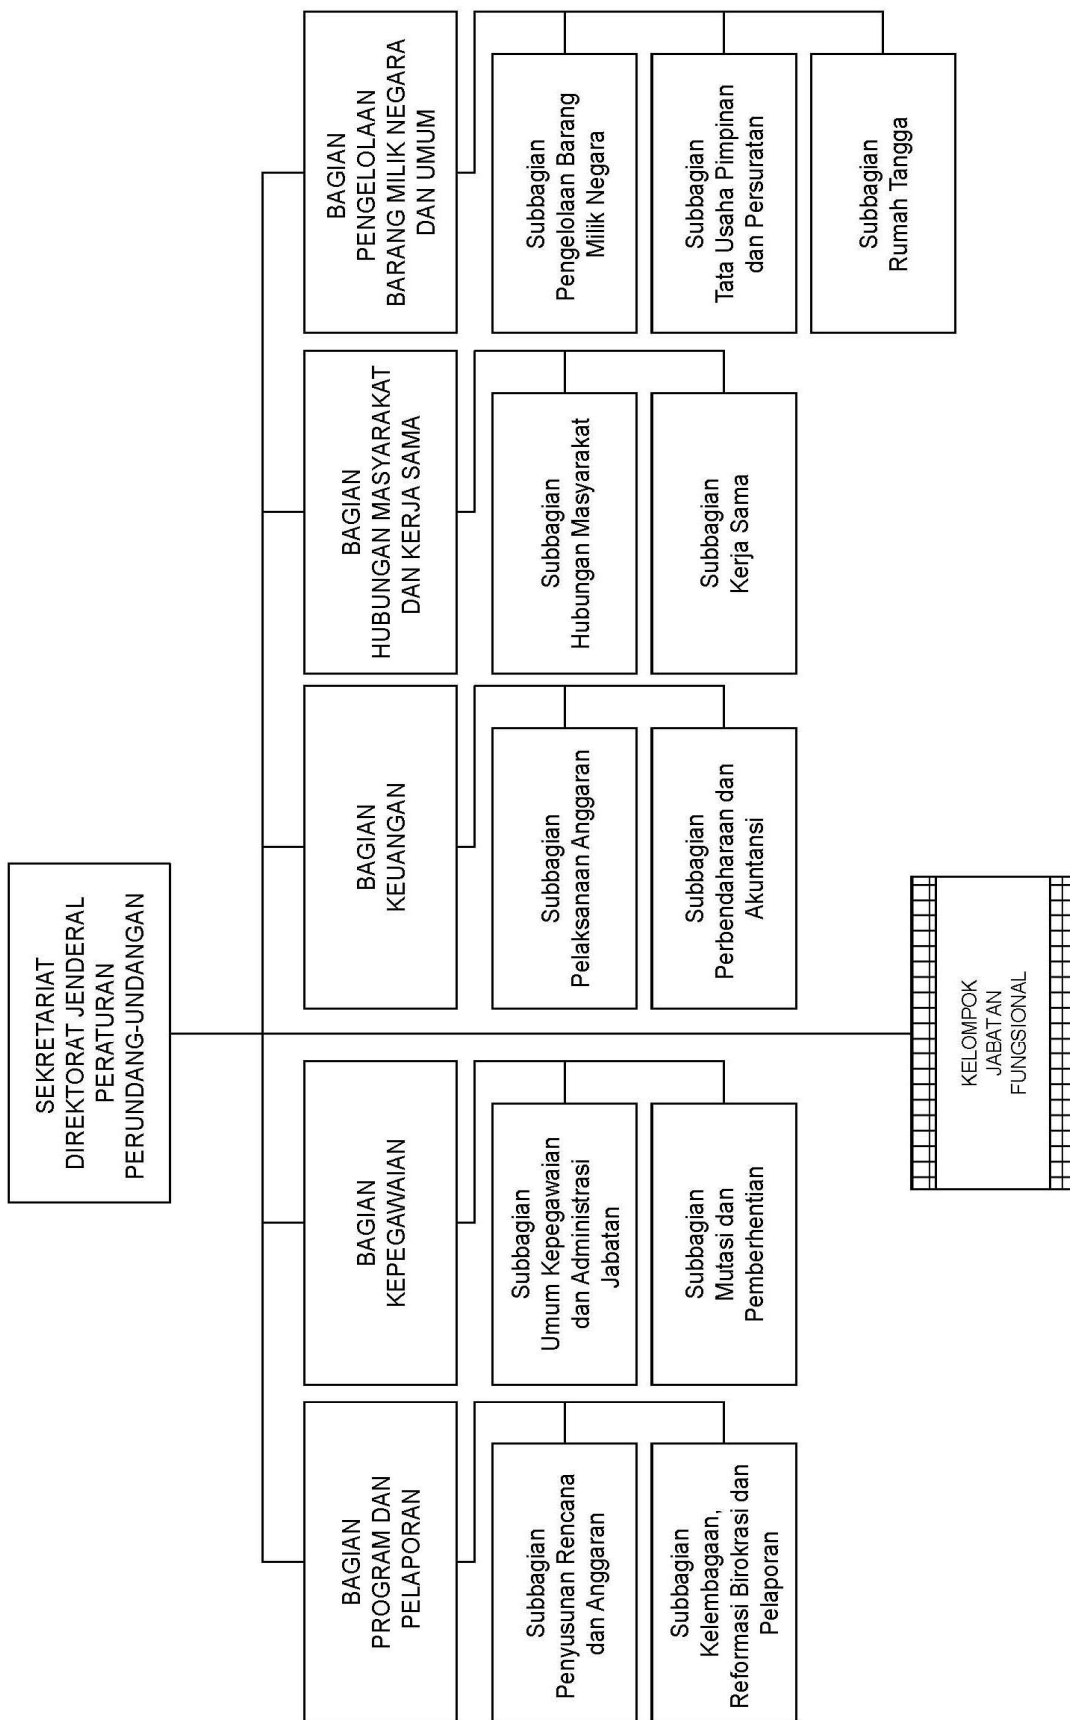 SEKRETARIAT
DIREKTORAT JENDERAL
PERATURAN
PERUNDANG-UNDANGAN
BAGIAN
PROGRAM DAN
PELAPORAN
BAGIAN
KEPEGAWAIAN
BAGIAN
KEUANGAN
BAGIAN
HUBUNGAN MASYARAKAT
DAN KERJA SAMA
BAGIAN
PENGELOLAAN
BARANG MILIK NEGARA
DAN UMUM
Subbagian
Penyusunan Rencana
dan Anggaran
Subbagian
Umum Kepegawaian
dan Administrasi
Jabatan
Subbagian
Pelaksanaan Anggaran
Subbagian
Hubungan Masyarakat
Subbagian
Pengelolaan Barang
Milik Negara
Subbagian
Kelembagaan,
Reformasi Birokrasi dan
Pelaporan
Subbagian
Mutasi dan
Pemberhentian
Subbagian
Perbendaharaan dan
Akuntansi
Subbagian
Kerja Sama
Subbagian
Tata Usaha Pimpinan
dan Persuratan
Subbagian
Rumah Tangga
KELOMPOK
JABATAN
FUNGSIONAL